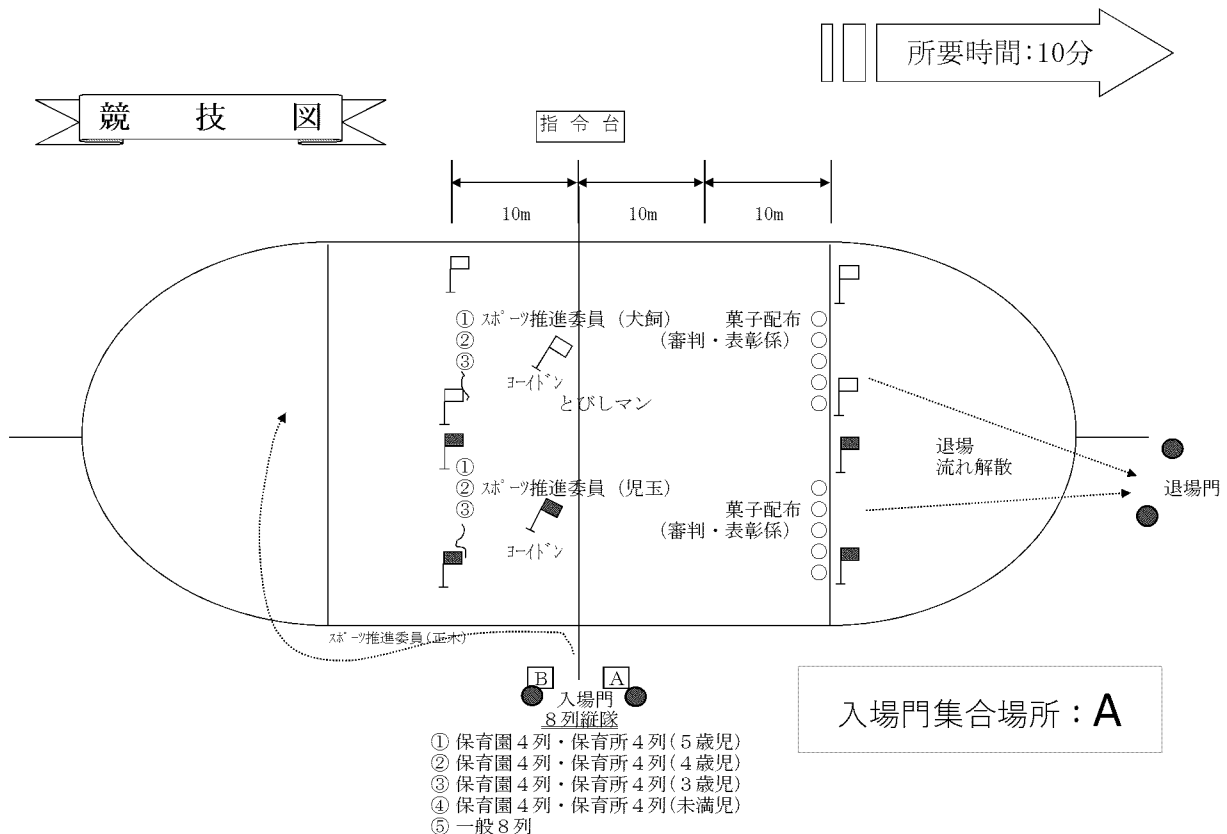 所要時間:10分
競技図
指令台
10m 10m 10m
① スポーツ推進委員（犬飼）
②
③
ヨーイドン
とびしマン
菓子配布
(審判・表彰係)
①
② スポーツ推進委員（児玉）
③
ヨーイドン
菓子配布
(審判・表彰係)
退場
流れ解散
退場門
スポーツ推進委員(正木)
B A
入場門
８列縦隊
① 保育園４列・保育所４列(５歳児)
② 保育園４列・保育所４列(４歳児)
③ 保育園４列・保育所４列(３歳児)
④ 保育園４列・保育所４列(未満児)
⑤ 一般８列
入場門集合場所：A